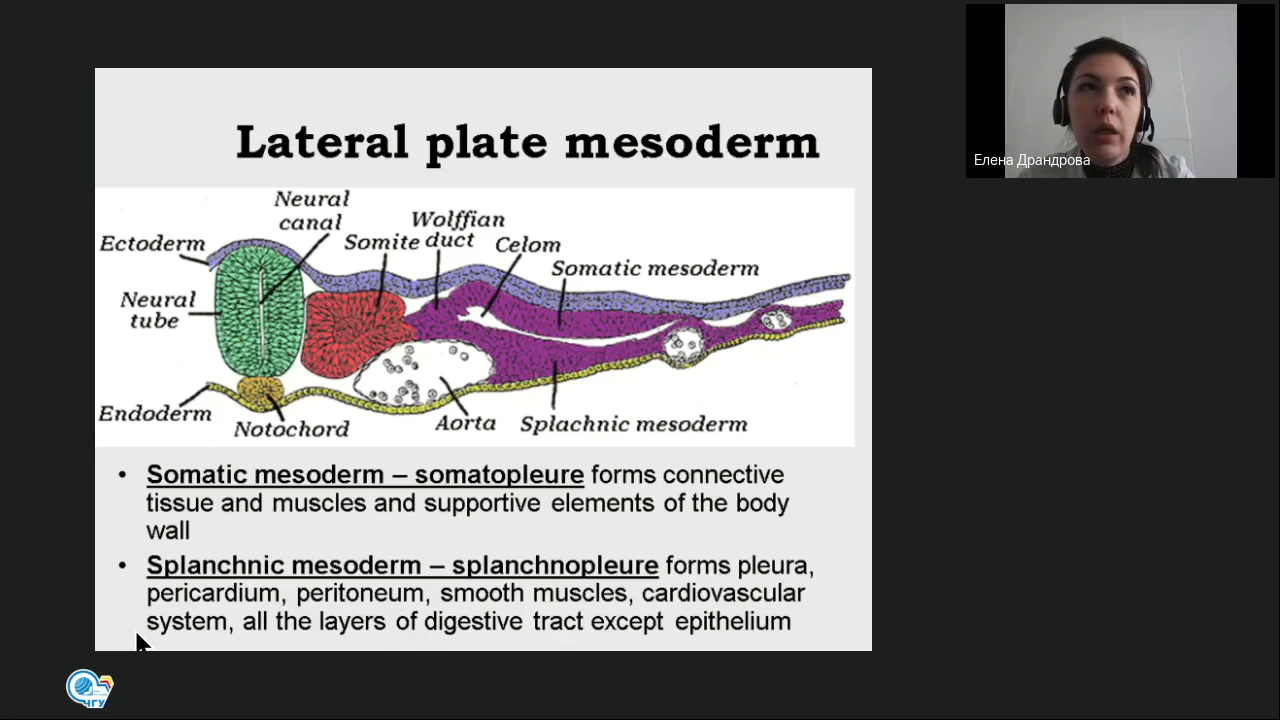 Lateral plate mesoderm
Neural
canal
Wolffian
duct
Ectoderm
Somite
Celom
Somatic mesoderm
Neural
tube
Endoderm
Notochord
Aorta
Splachnic mesoderm
• Somatic mesoderm – somatopleure forms connective
tissue and muscles and supportive elements of the body
wall
• Splanchnic mesoderm – splanchnopleure forms pleura,
pericardium, peritoneum, smooth muscles, cardiovascular
system, all the layers of digestive tract except epithelium
Елена Драндрова
ЧГУ